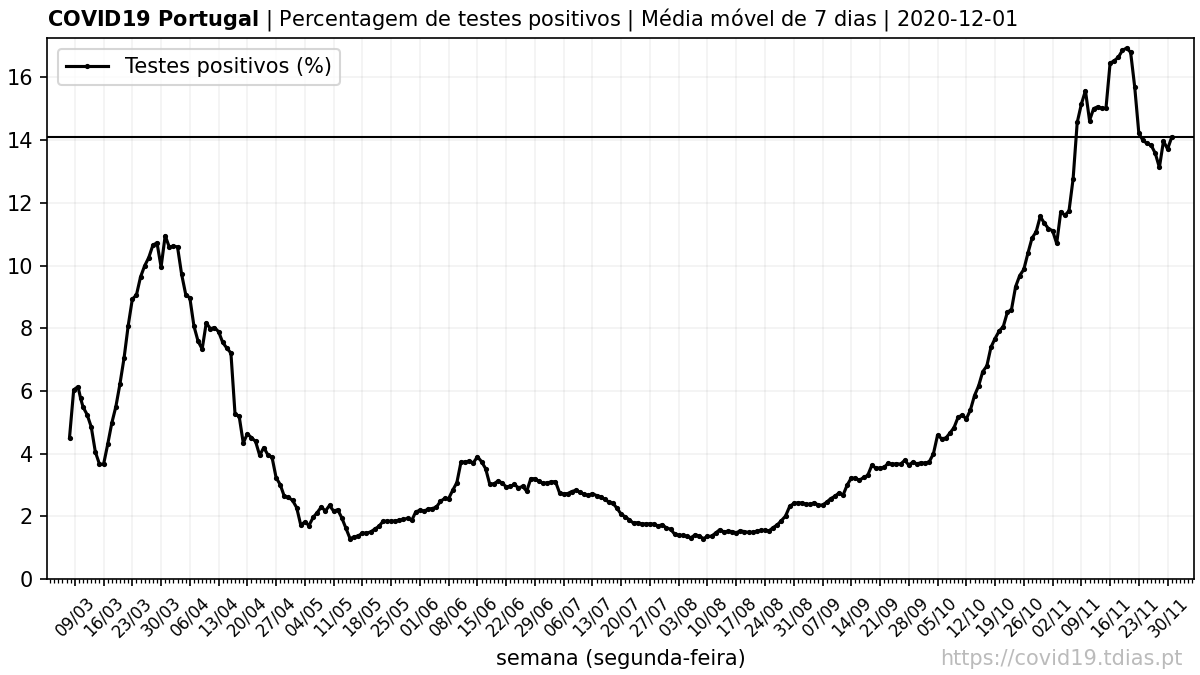 COVID19 Portugal | Percentagem de testes positivos | Média móvel de 7 dias | 2020-12-01
Testes positivos (%)
16
14
12
10
8
6
4
2
0
09/03 16/03 23/03 30/03 06/04 13/04 20/04 27/04 04/05 11/05 18/05 25/05 01/06 08/06 15/06 22/06 29/06 06/07 13/07 20/07 27/07 03/08 10/08 17/08 24/08 31/08 07/09 14/09 21/09 28/09 05/10 12/10 19/10 26/10 02/11 09/11 16/11 23/11 30/11
semana (segunda-feira)
https://covid19.tdias.pt